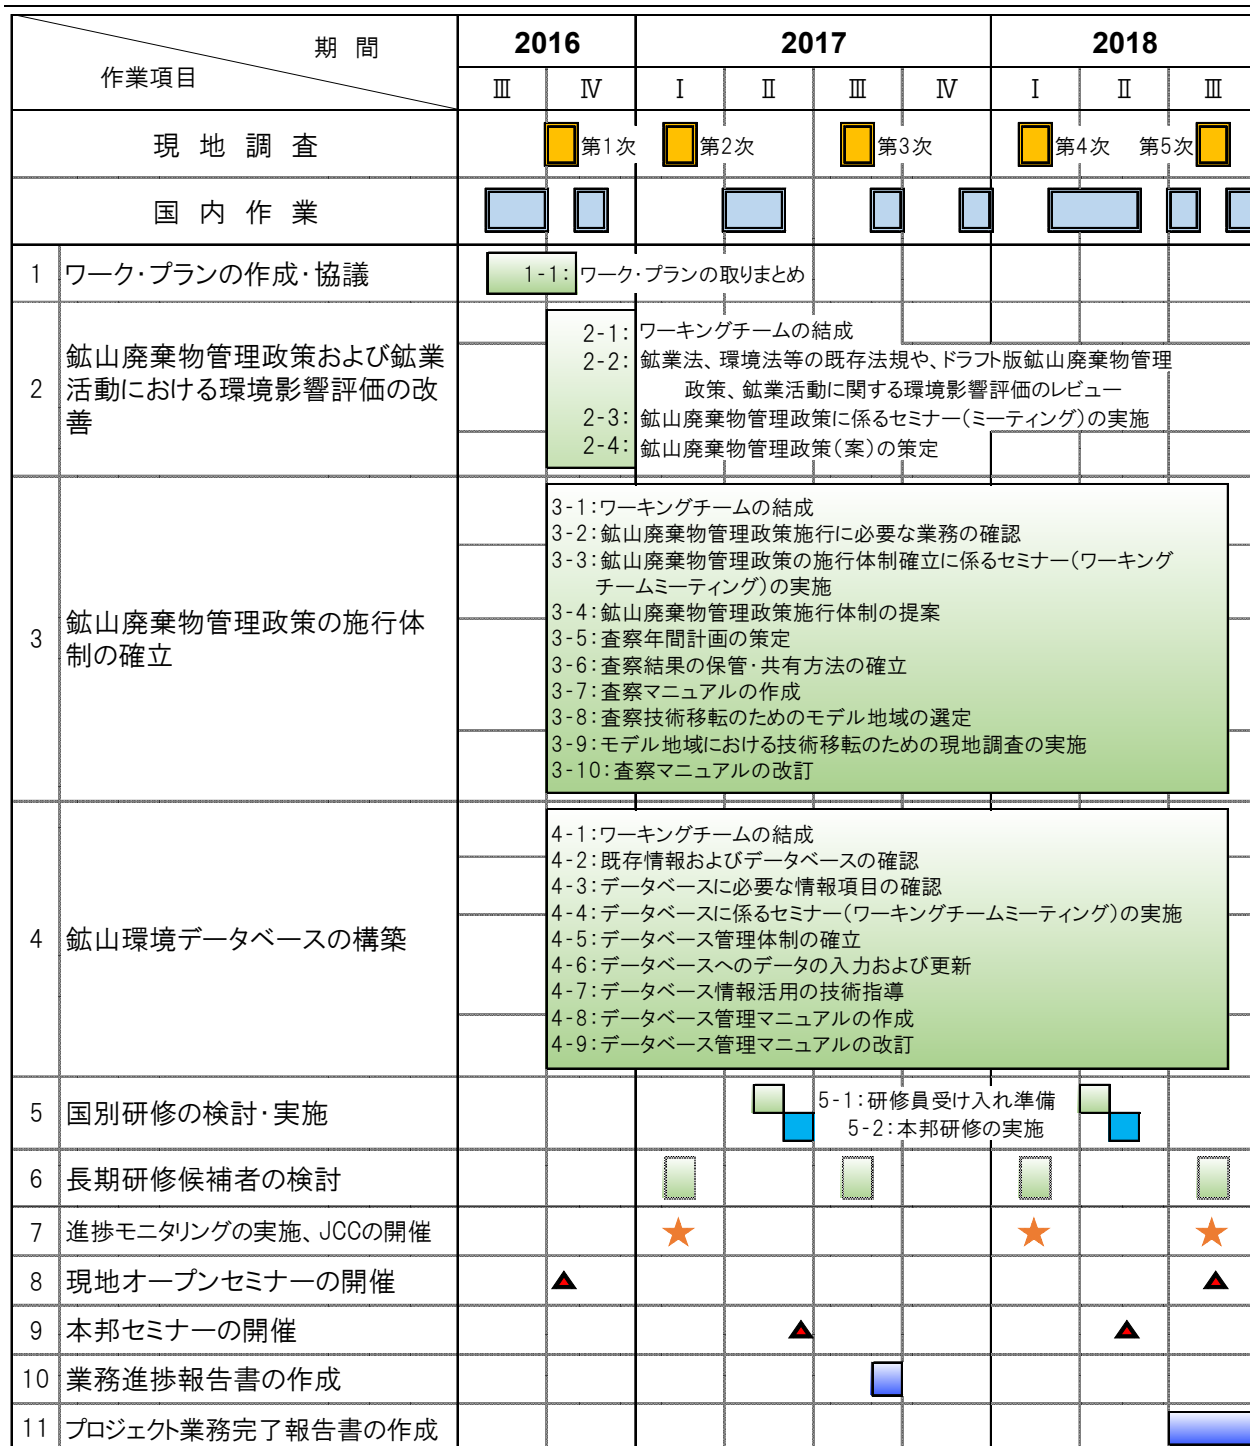 期 間
作業項目
2016
2017
2018
Ⅲ
Ⅳ
Ⅰ
Ⅱ
Ⅲ
Ⅳ
Ⅰ
Ⅱ
Ⅲ
現 地 調 査
第1次
第2次
第3次
第4次
第5次
国 内 作 業
1
ワーク・プランの作成・協議
1-1:
ワーク・プランの取りまとめ
2
鉱山廃棄物管理政策および鉱業
活動における環境影響評価の改
善
2-1:
ワーキングチームの結成
2-2:
鉱業法、環境法等の既存法規や、ドラフト版鉱山廃棄物管理
政策、鉱業活動に関する環境影響評価のレビュー
2-3:
鉱山廃棄物管理政策に係るセミナー(ミーティング)の実施
2-4:
鉱山廃棄物管理政策(案)の策定
3
鉱山廃棄物管理政策の施行体
制の確立
3-1:ワーキングチームの結成
3-2:鉱山廃棄物管理政策施行に必要な業務の確認
3-3:鉱山廃棄物管理政策の施行体制確立に係るセミナー(ワーキング
チームミーティング)の実施
3-4:鉱山廃棄物管理政策施行体制の提案
3-5:査察年間計画の策定
3-6:査察結果の保管・共有方法の確立
3-7:査察マニュアルの作成
3-8:査察技術移転のためのモデル地域の選定
3-9:モデル地域における技術移転のための現地調査の実施
3-10:査察マニュアルの改訂
4
鉱山環境データベースの構築
4-1:ワーキングチームの結成
4-2:既存情報およびデータベースの確認
4-3:データベースに必要な情報項目の確認
4-4:データベースに係るセミナー(ワーキングチームミーティング)の実施
4-5:データベース管理体制の確立
4-6:データベースへのデータの入力および更新
4-7:データベース情報活用の技術指導
4-8:データベース管理マニュアルの作成
4-9:データベース管理マニュアルの改訂
5
国別研修の検討・実施
5-1:研修員受け入れ準備
5-2:本邦研修の実施
6
長期研修候補者の検討
7
進捗モニタリングの実施、JCCの開催
8
現地オープンセミナーの開催
9
本邦セミナーの開催
10
業務進捗報告書の作成
11
プロジェクト業務完了報告書の作成